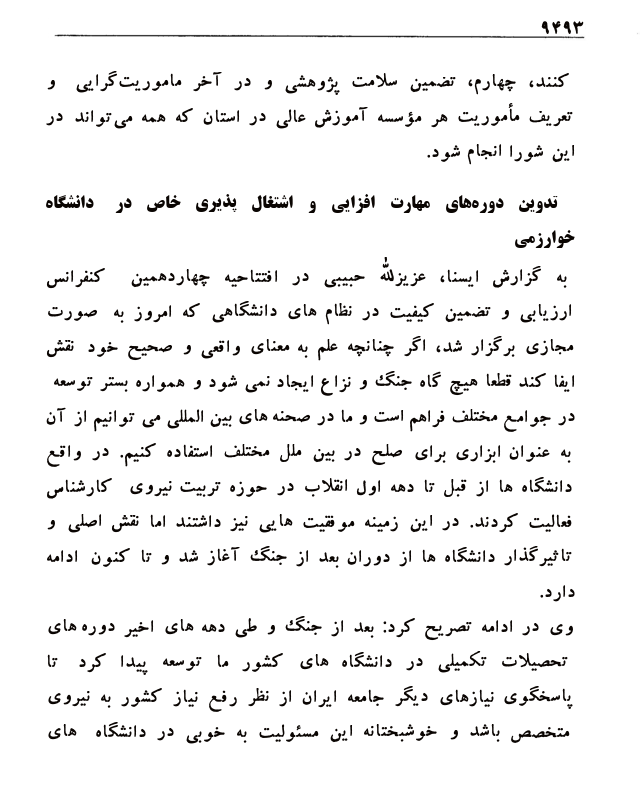 ۹۴۹۳
کنند، چهارم، تضمین سلامت پژوهشی و در آخر ماموریت‌گرایی و
تعریف مأموریت هر مؤسسه آموزش عالی در استان که همه می‌تواند در
این شورا انجام شود.
تدوین دوره‌های مهارت افزایی و اشتغال پذیری خاص در دانشگاه
خوارزمی
به گزارش ایسنا، عزیزالله حبیبی در افتتاحیه چهاردهمین کنفرانس
ارزیابی و تضمین کیفیت در نظام های دانشگاهی که امروز به صورت
مجازی برگزار شد، اگر چنانچه علم به معنای واقعی و صحیح خود نقش
ایفا کند قطعا هیچ گاه جنگ و نزاع ایجاد نمی شود و همواره بستر توسعه
در جوامع مختلف فراهم است و ما در صحنه های بین المللی می توانیم از آن
به عنوان ابزاری برای صلح در بین ملل مختلف استفاده کنیم. در واقع
دانشگاه ها از قبل تا دهه اول انقلاب در حوزه تربیت نیروی کارشناس
فعالیت کردند. در این زمینه موفقیت هایی نیز داشتند اما نقش اصلی و
تاثیرگذار دانشگاه ها از دوران بعد از جنگ آغاز شد و تا کنون ادامه
دارد.
وی در ادامه تصریح کرد: بعد از جنگ و طی دهه های اخیر دوره های
تحصیلات تکمیلی در دانشگاه های کشور ما توسعه پیدا کرد تا
پاسخگوی نیازهای دیگر جامعه ایران از نظر رفع نیاز کشور به نیروی
متخصص باشد و خوشبختانه این مسئولیت به خوبی در دانشگاه های